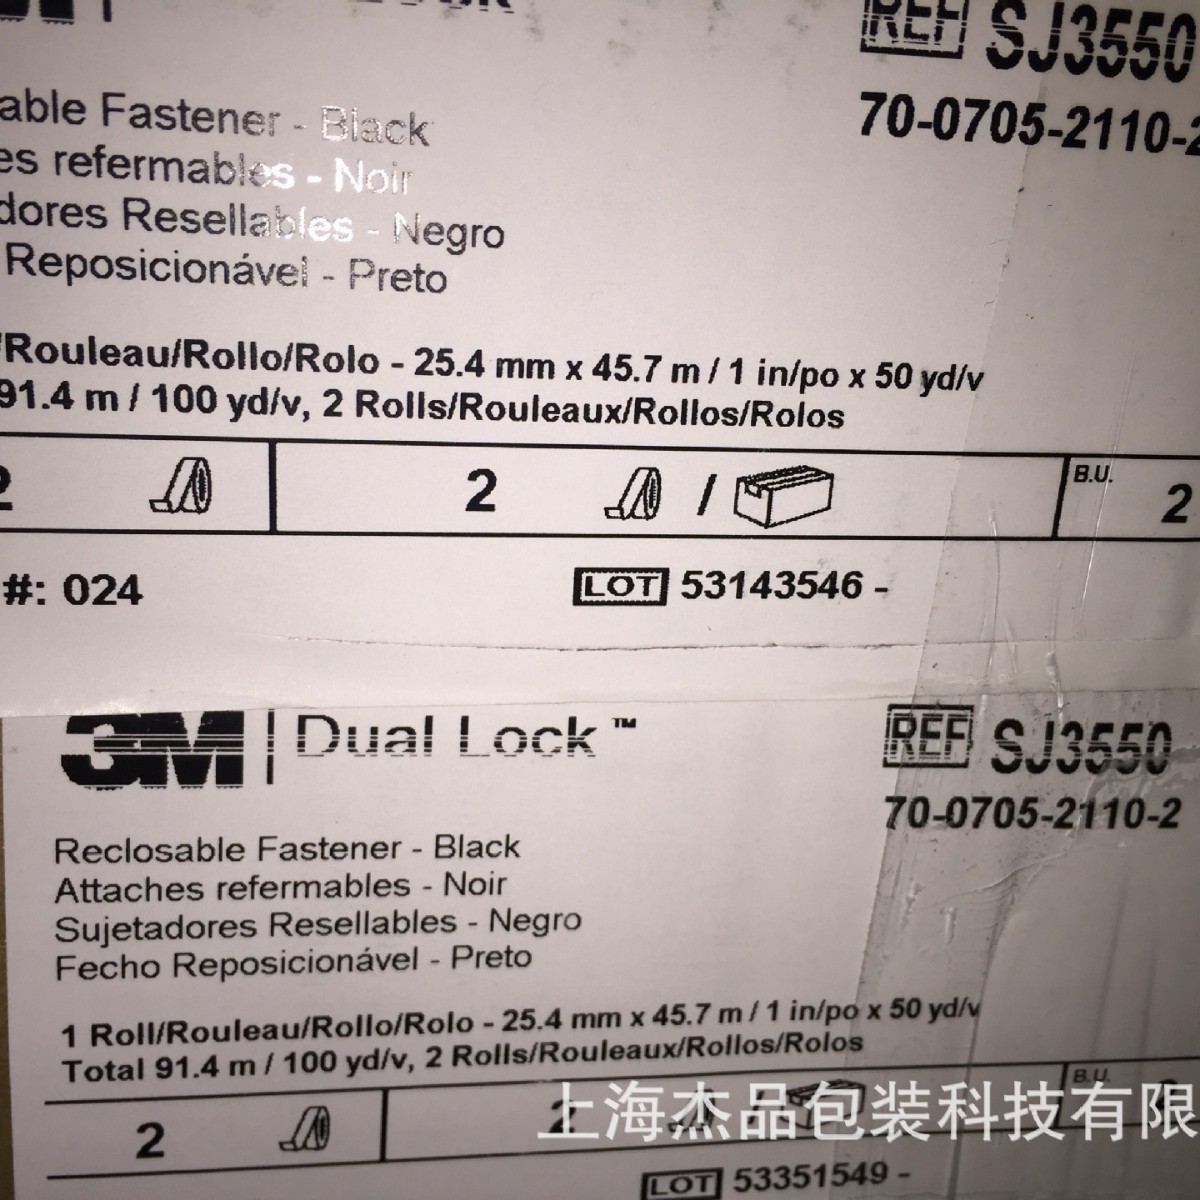 REF SJ3550
70-0705-2110-2
able Fastener - Black
es refermables - Noir
dores Resellables - Negro
Reposicionável - Preto
/Rouleau/Rollo/Rolo - 25.4 mm x 45.7 m / 1 in/po x 50 yd/v
91.4 m / 100 yd/v, 2 Rolls/Rouleaux/Rollos/Rolos
2 2 / B.U. 2
#: 024 LOT 53143546 -
3M Dual Lock™ REF SJ3550
70-0705-2110-2
Reclosable Fastener - Black
Attaches refermables - Noir
Sujetadores Resellables - Negro
Fecho Reposicionável - Preto
1 Roll/Rouleau/Rollo/Rolo - 25.4 mm x 45.7 m / 1 in/po x 50 yd/v
Total 91.4 m / 100 yd/v, 2 Rolls/Rouleaux/Rollos/Rolos
2 2 / B.U.
上海杰品包装科技有限
LOT 53351549 -